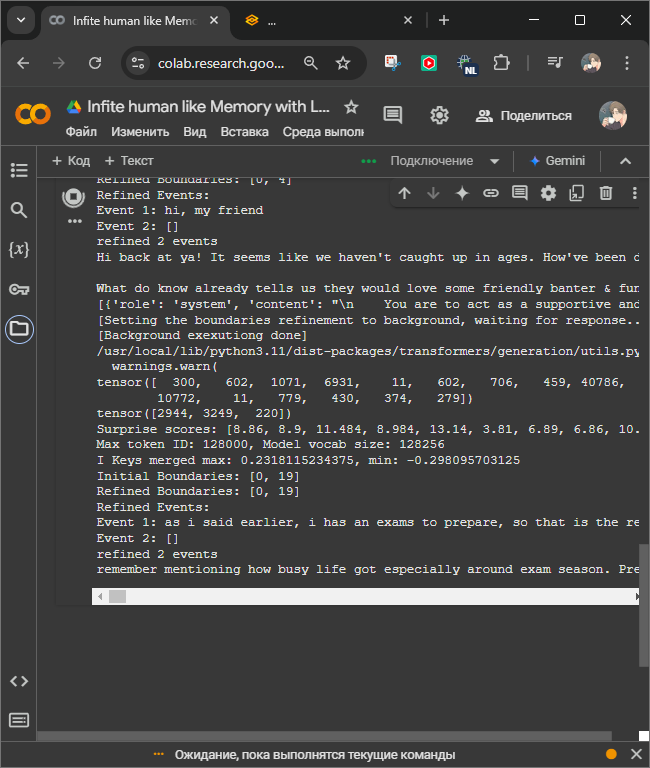 Infite human like Memo
...
colab.research.goo...
NL
Infite human like Memory with L...
Поделиться
Файл Изменить Вид Вставка Среда выполн
+ Код + Текст
Подключение
Gemini
Refined Boundaries: [0, 4]
Refined Events:
Event 1: hi, my friend
Event 2: []
refined 2 events
Hi back at ya! It seems like we haven't caught up in ages. How've been d
What do know already tells us they would love some friendly banter & fun
[{'role': 'system', 'content': "\n    You are to act as a supportive and
[Setting the boundaries refinement to background, waiting for response..
[Background exexutiong done]
/usr/local/lib/python3.11/dist-packages/transformers/generation/utils.py
  warnings.warn(
tensor([  300,   602,  1071,  6931,    11,   602,   706,   459, 40786,
        10772,    11,   779,   430,   374,   279])
tensor([2944, 3249,  220])
Surprise scores: [8.86, 8.9, 11.484, 8.984, 13.14, 3.81, 6.89, 6.86, 10.
Max token ID: 128000, Model vocab size: 128256
I Keys merged max: 0.2318115234375, min: -0.298095703125
Initial Boundaries: [0, 19]
Refined Boundaries: [0, 19]
Refined Events:
Event 1: as i said earlier, i has an exams to prepare, so that is the re
Event 2: []
refined 2 events
remember mentioning how busy life got especially around exam season. Pre
{x}
Ожидание, пока выполняются текущие команды